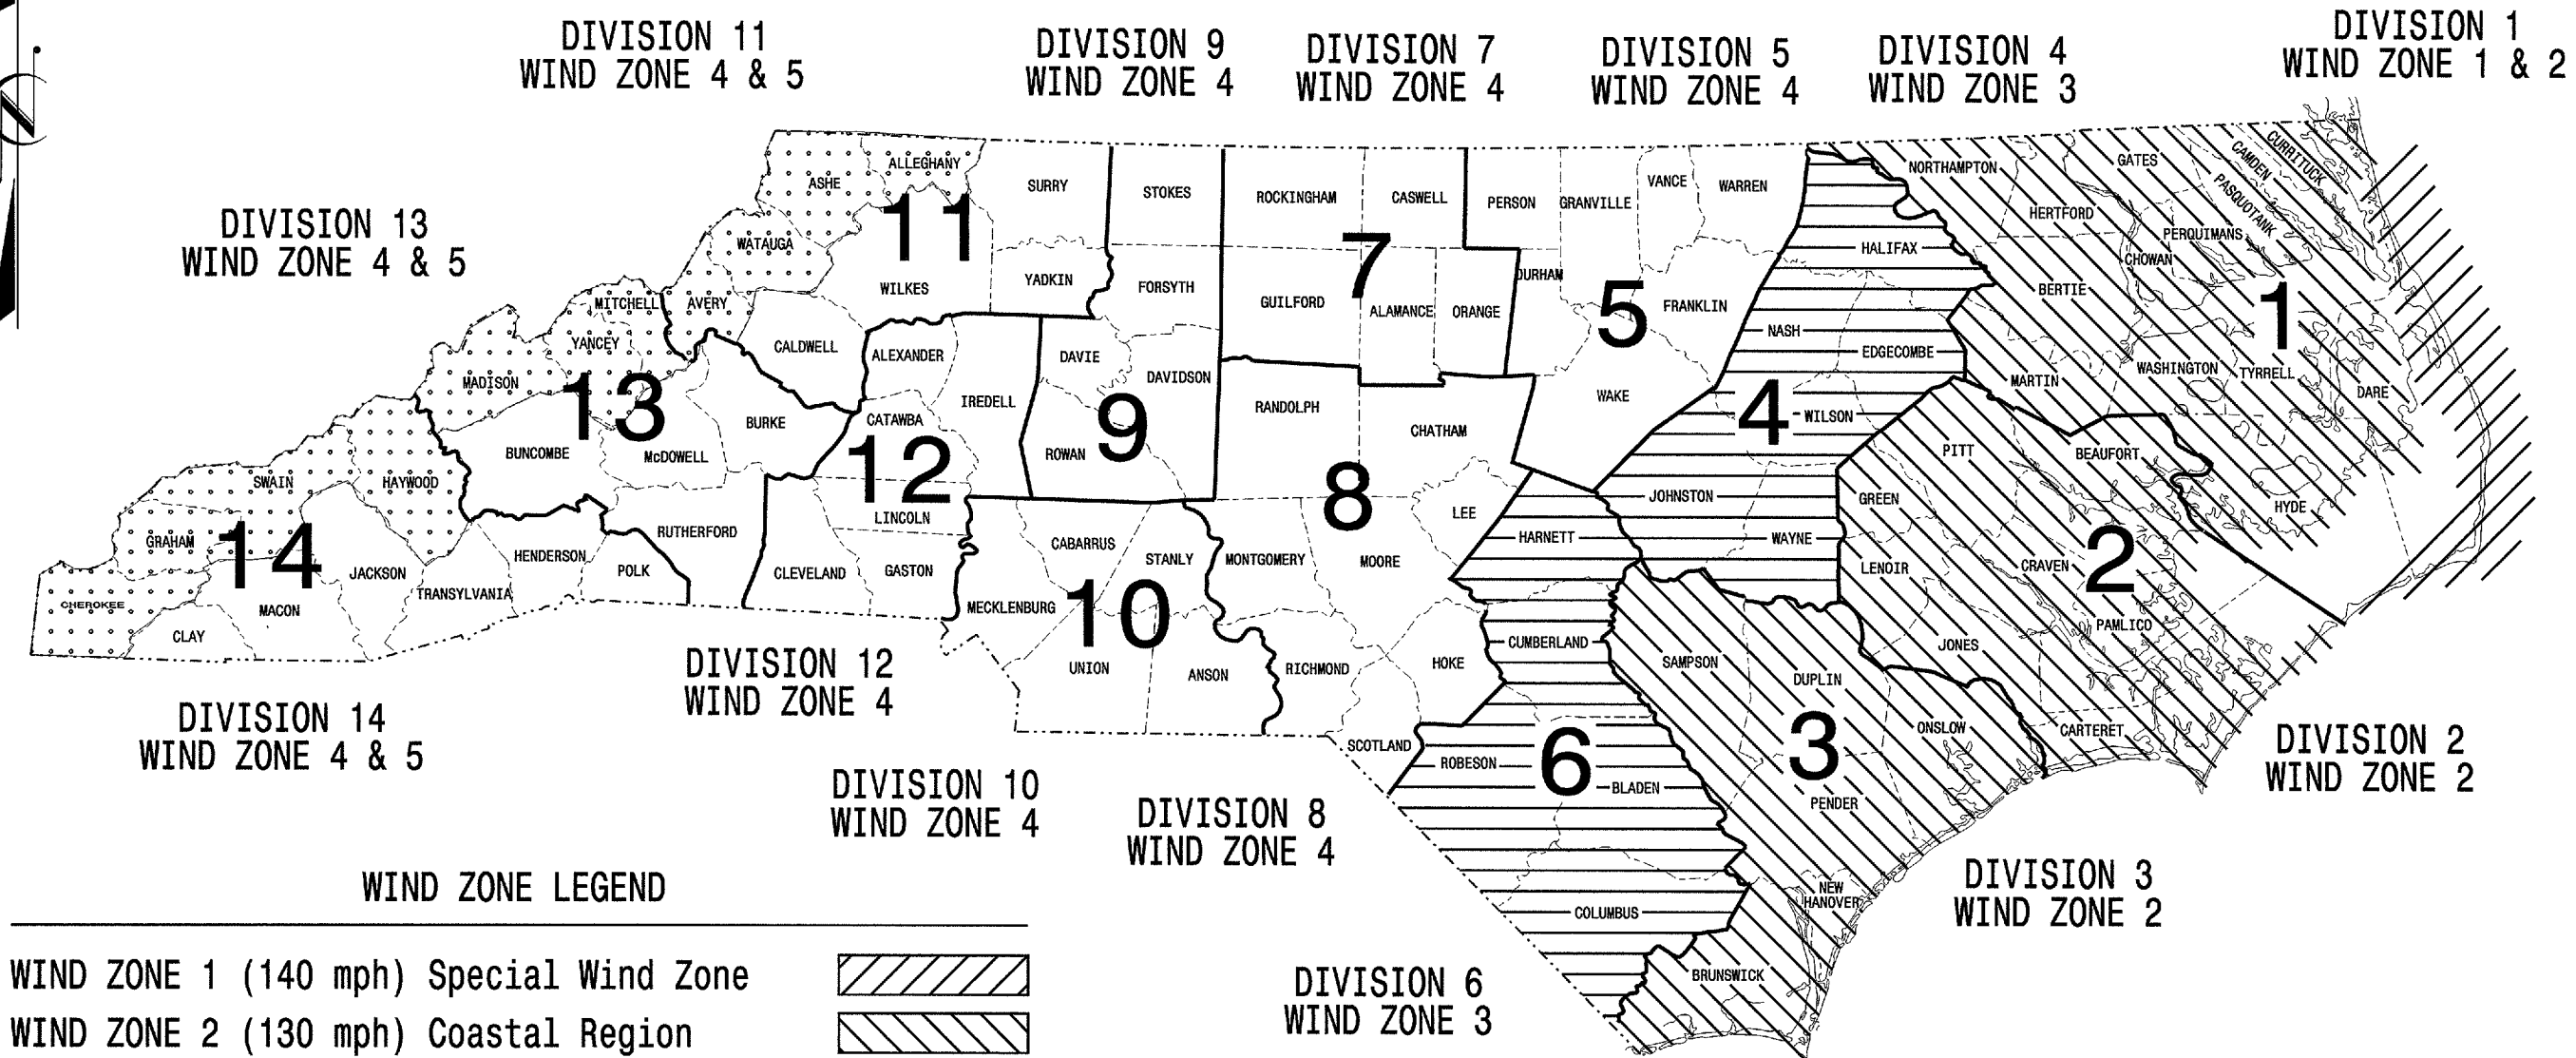 DIVISION 11
WIND ZONE 4 & 5
DIVISION 9
WIND ZONE 4
DIVISION 7
WIND ZONE 4
DIVISION 5
WIND ZONE 4
DIVISION 4
WIND ZONE 3
DIVISION 1
WIND ZONE 1 & 2
N
DIVISION 13
WIND ZONE 4 & 5
ASHE
ALLEGHANY
SURRY
STOKES
ROCKINGHAM
CASWELL
PERSON
GRANVILLE
VANCE
WARREN
NORTHAMPTON
GATES
CAMDEN
CURRITUCK
PASQUOTANK
HERTFORD
PERQUIMANS
CHOWAN
HALIFAX
11
WATAUGA
WILKES
YADKIN
FORSYTH
GUILFORD
7
ALAMANCE
ORANGE
DURHAM
5
FRANKLIN
NASH
EDGECOMBE
BERTIE
1
MITCHELL
AVERY
YANCEY
CALDWELL
ALEXANDER
DAVIE
DAVIDSON
MADISON
13
BURKE
CATAWBA
IREDELL
9
ROWAN
RANDOLPH
CHATHAM
WAKE
4
WILSON
MARTIN
WASHINGTON
TYRRELL
DARE
BUNCOMBE
McDOWELL
12
LINCOLN
8
LEE
JOHNSTON
PITT
BEAUFORT
GREEN
HYDE
SWAIN
HAYWOOD
GRAHAM
14
JACKSON
HENDERSON
RUTHERFORD
POLK
CLEVELAND
GASTON
CABARRUS
STANLY
MONTGOMERY
MOORE
HARNETT
WAYNE
LENOIR
CRAVEN
2
CHEROKEE
MACON
TRANSYLVANIA
CLAY
MECKLENBURG
10
UNION
ANSON
RICHMOND
HOKE
CUMBERLAND
SAMPSON
DUPLIN
JONES
PAMLICO
SCOTLAND
ROBESON
6
BLADEN
3
ONSLOW
CARTERET
PENDER
NEW
HANOVER
COLUMBUS
BRUNSWICK
DIVISION 14
WIND ZONE 4 & 5
DIVISION 12
WIND ZONE 4
DIVISION 10
WIND ZONE 4
DIVISION 8
WIND ZONE 4
DIVISION 6
WIND ZONE 3
DIVISION 3
WIND ZONE 2
DIVISION 2
WIND ZONE 2
WIND ZONE LEGEND
WIND ZONE 1 (140 mph) Special Wind Zone
WIND ZONE 2 (130 mph) Coastal Region